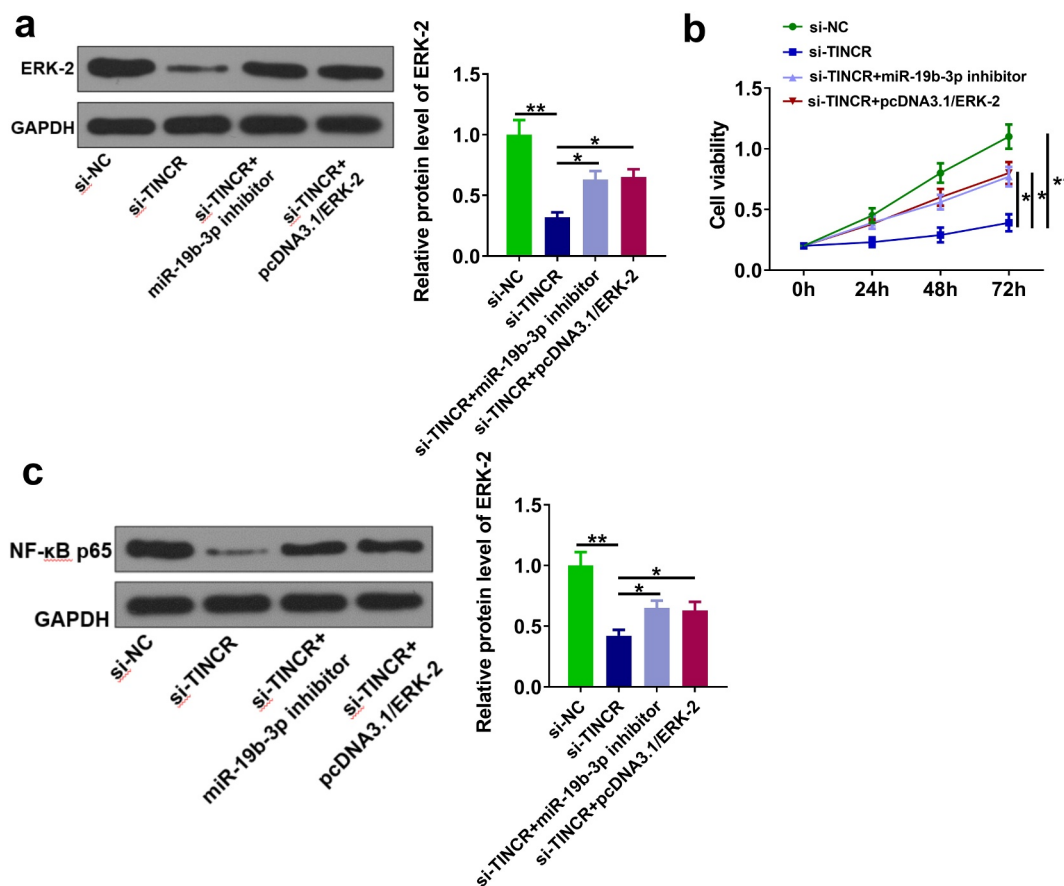 a
ERK-2
GAPDH
si-NC
si-TINCR
si-TINCR+
miR-19b-3p inhibitor
si-TINCR+
pcDNA3.1/ERK-2
Relative protein level of ERK-2
1.5
1.0
0.5
0.0
**
*
*
si-NC
si-TINCR
si-TINCR+miR-19b-3p inhibitor
si-TINCR+pcDNA3.1/ERK-2
b
si-NC
si-TINCR
si-TINCR+miR-19b-3p inhibitor
si-TINCR+pcDNA3.1/ERK-2
Cell viability
1.5
1.0
0.5
0.0
0h 24h 48h 72h
* * *
c
NF-κB p65
GAPDH
si-NC
si-TINCR
si-TINCR+
miR-19b-3p inhibitor
si-TINCR+
pcDNA3.1/ERK-2
Relative protein level of ERK-2
1.5
1.0
0.5
0.0
**
*
*
si-NC
si-TINCR
si-TINCR+miR-19b-3p inhibitor
si-TINCR+pcDNA3.1/ERK-2